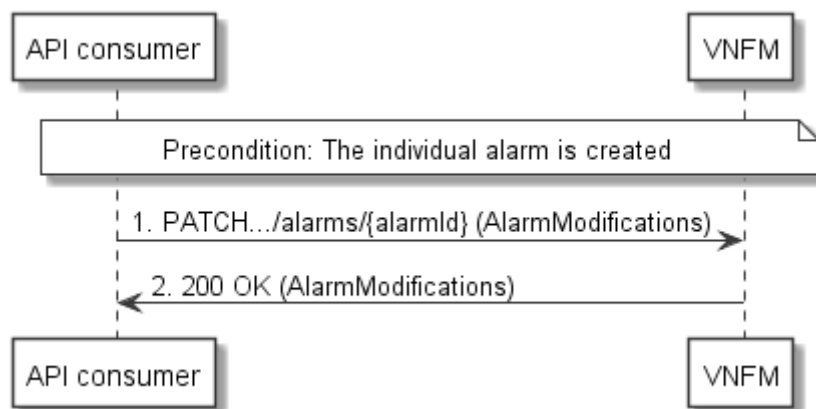 API consumer
VNFM
Precondition: The individual alarm is created
1. PATCH.../alarms/{alarmId} (AlarmModifications)
2. 200 OK (AlarmModifications)
API consumer
VNFM